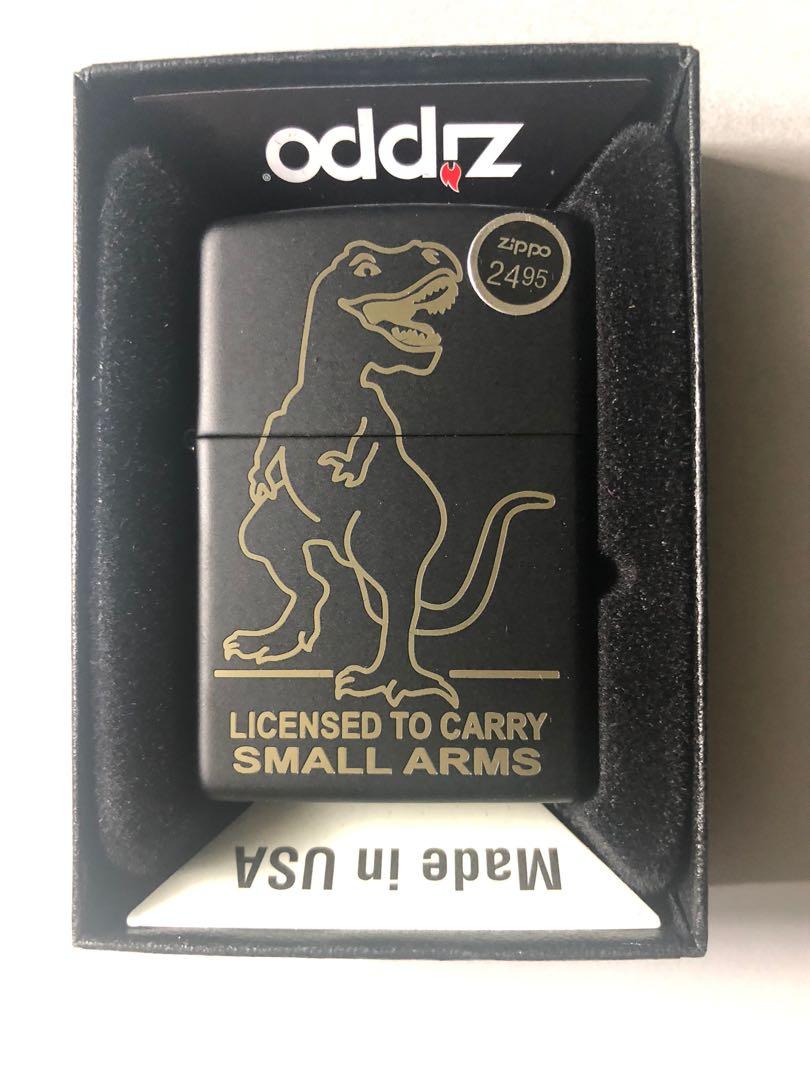 zippo®
zippo
24 95
LICENSED TO CARRY
SMALL ARMS
Made in USA